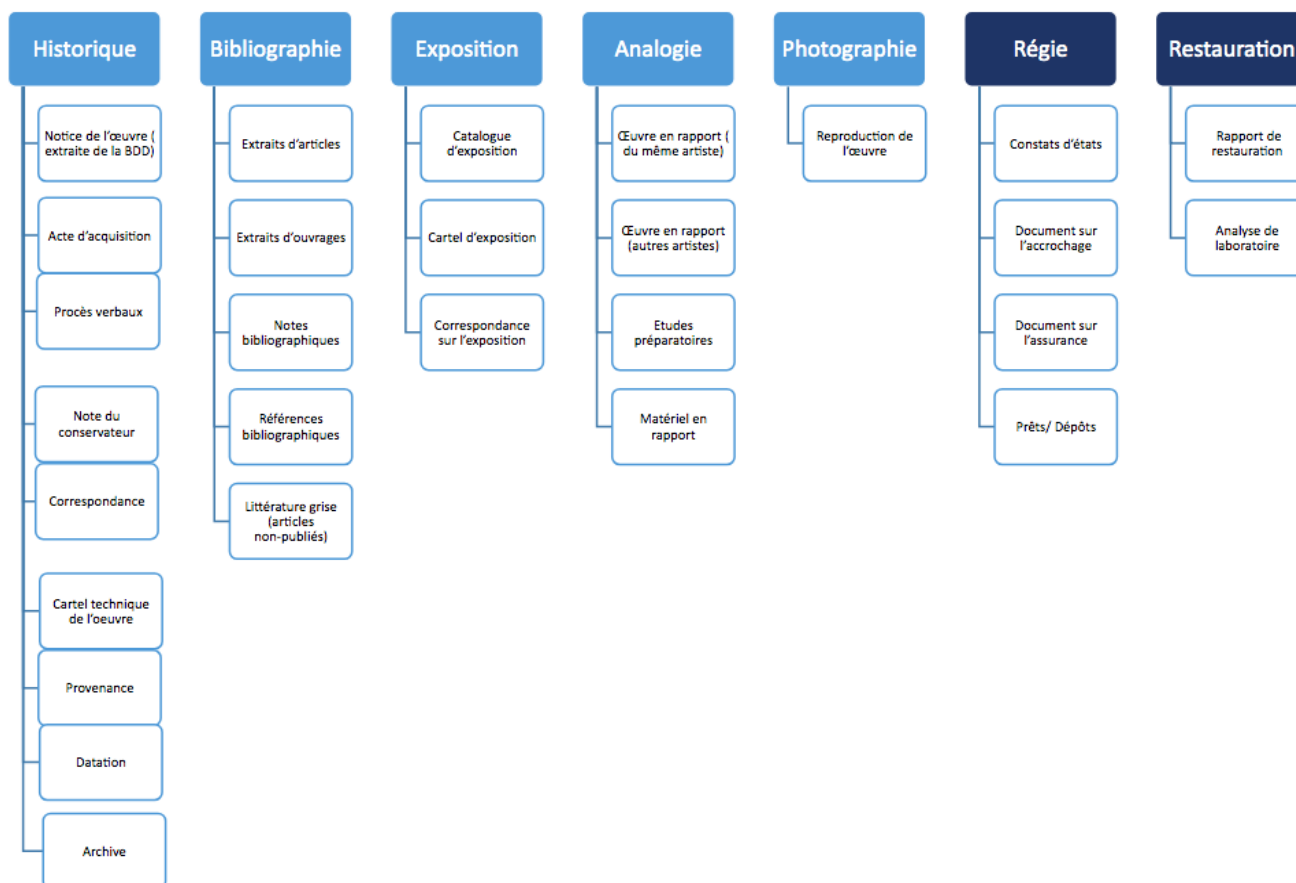 Historique
Notice de l’œuvre (
extraite de la BDD)
Acte d’acquisition
Procès verbaux
Note du
conservateur
Correspondance
Cartel technique
de l’oeuvre
Provenance
Datation
Archive
Bibliographie
Extraits d’articles
Extraits d’ouvrages
Notes
bibliographiques
Références
bibliographiques
Littérature grise
(articles
non-publiés)
Exposition
Catalogue
d’exposition
Cartel d’exposition
Correspondance
sur l’exposition
Analogie
Œuvre en rapport (
du même artiste)
Œuvre en rapport
(autres artistes)
Etudes
préparatoires
Matériel en
rapport
Photographie
Reproduction de
l’œuvre
Régie
Constats d’états
Document sur
l’accrochage
Document sur
l’assurance
Prêts/ Dépôts
Restauration
Rapport de
restauration
Analyse de
laboratoire